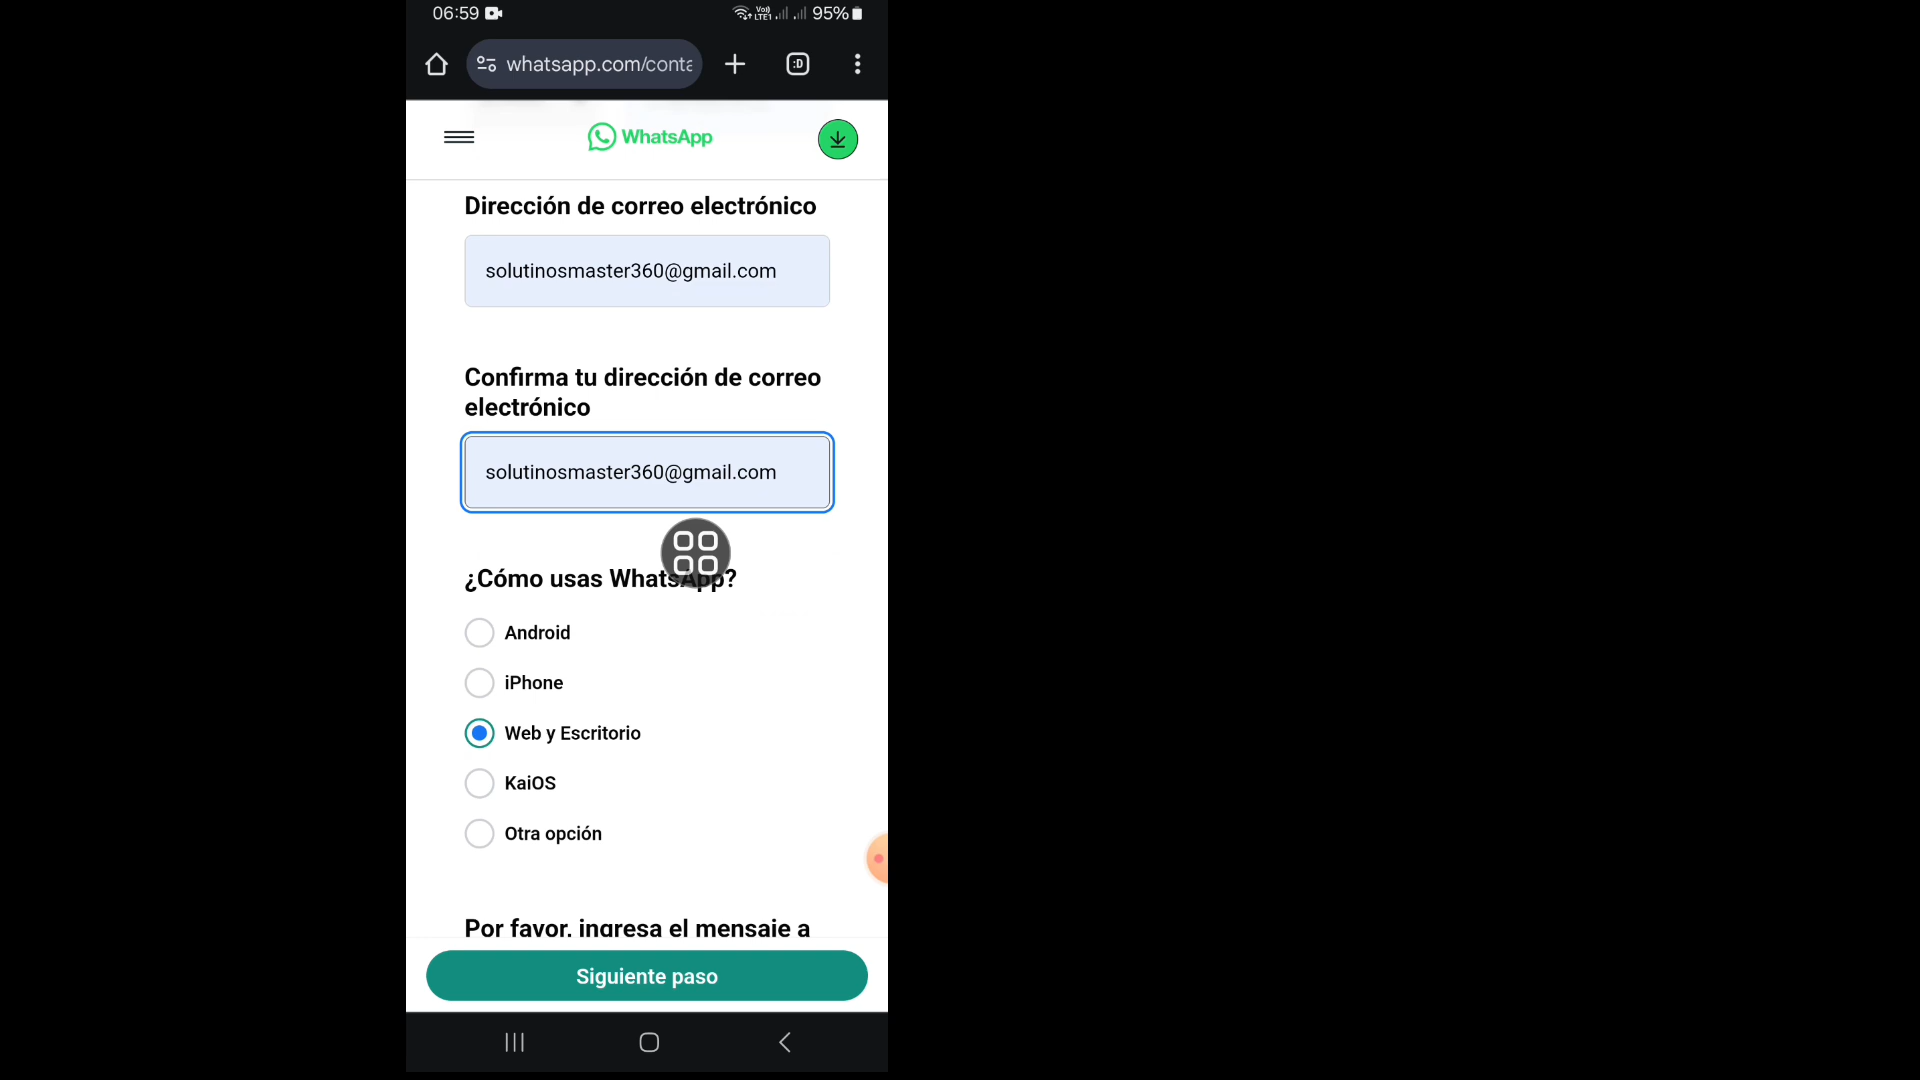 06:59
Vo) LTE1
95%
whatsapp.com/conta
:D
WhatsApp
Dirección de correo electrónico
solutinosmaster360@gmail.com
Confirma tu dirección de correo
electrónico
solutinosmaster360@gmail.com
¿Cómo usas WhatsApp?
Android
iPhone
Web y Escritorio
KaiOS
Otra opción
Por favor, ingresa el mensaje a
Siguiente paso